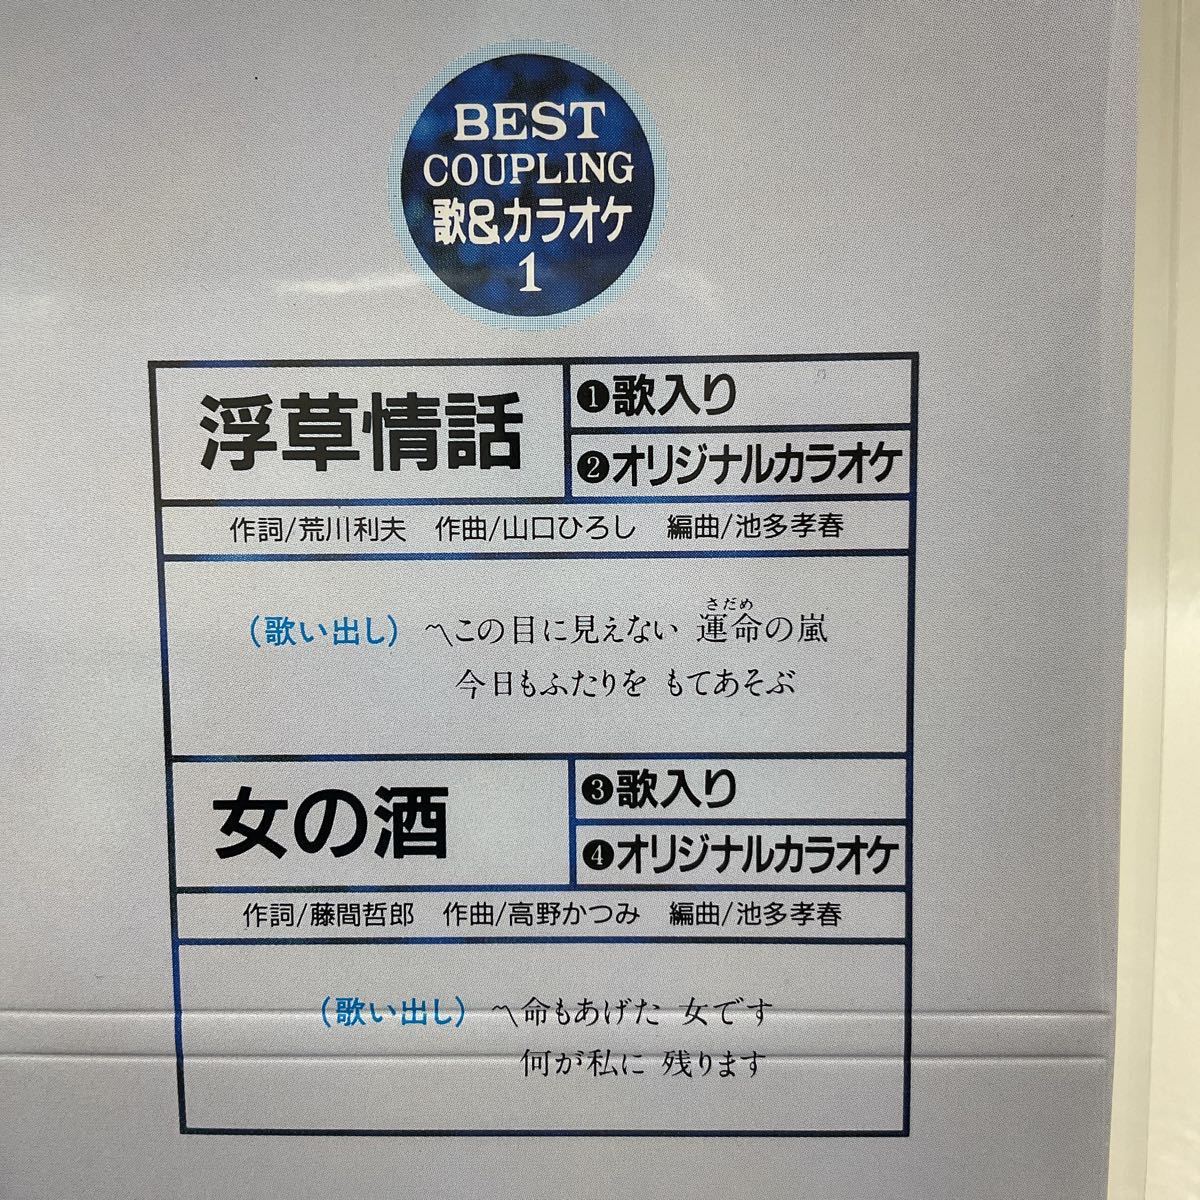 BEST
COUPLING
歌&カラオケ
1
浮草情話
❶歌入り
❷オリジナルカラオケ
作詞/荒川利夫 作曲/山口ひろし 編曲/池多孝春
(歌い出し) 〽この目に見えない 運命の嵐
さだめ
今日もふたりを もてあそぶ
女の酒
❸歌入り
❹オリジナルカラオケ
作詞/藤間哲郎 作曲/高野かつみ 編曲/池多孝春
(歌い出し) 〽命もあげた 女です
何が私に 残ります